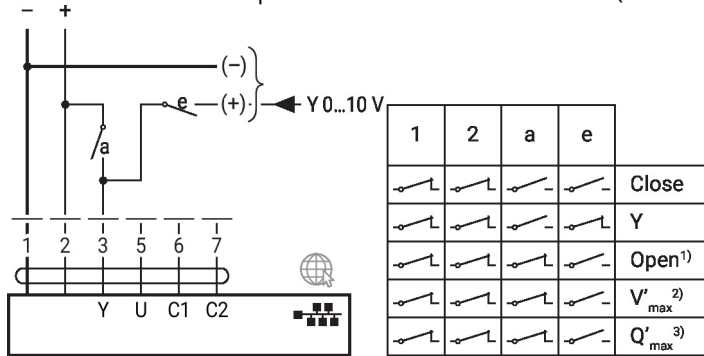 – +
(–)
e (+) Y 0...10 V
a
1 2 3 5 6 7
Y U C1 C2
1 2 a e
Close
Y
Open1)
V'max2)
Q'max3)